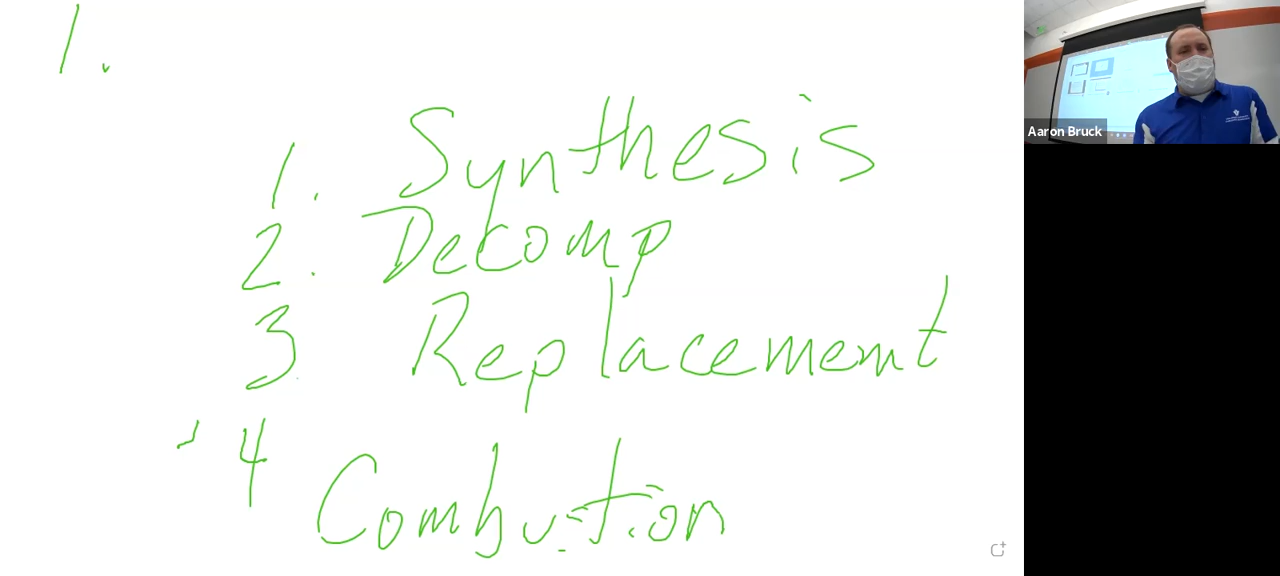 1.
1. Synthesis
2. Decomp
3 Replacement
4 Combustion
Aaron Bruck